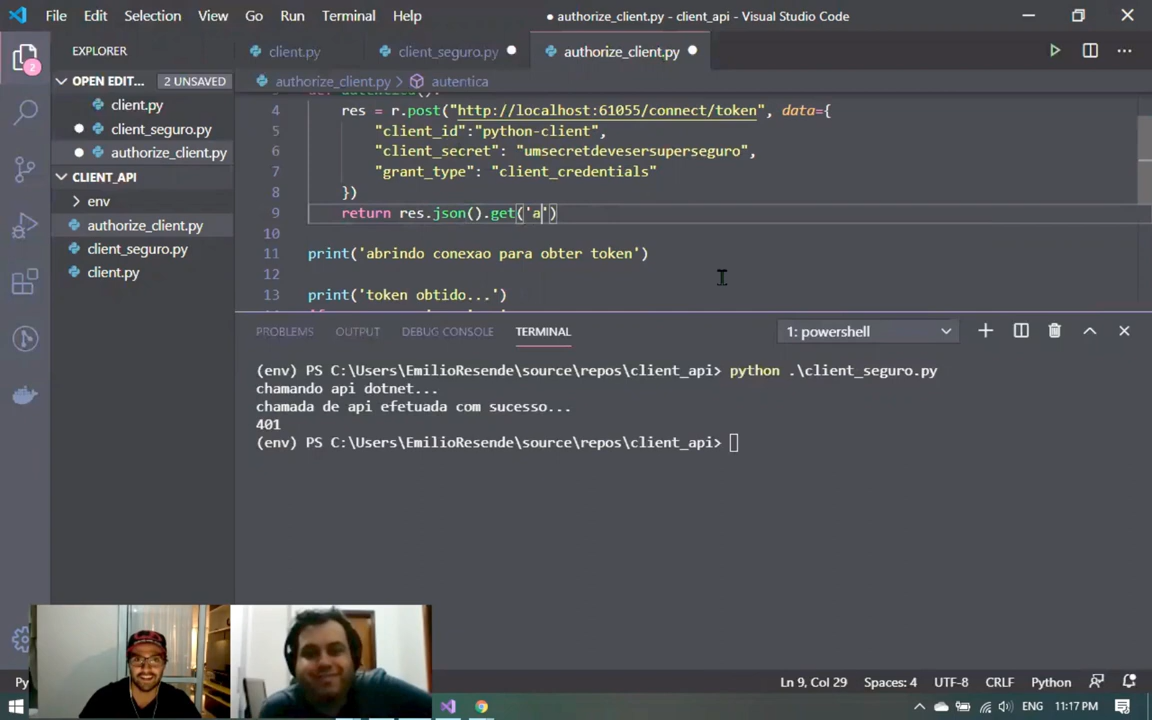 File Edit Selection View Go Run Terminal Help ● authorize_client.py - client_api - Visual Studio Code
EXPLORER
client.py client_seguro.py authorize_client.py
OPEN EDIT... 2 UNSAVED
authorize_client.py > autentica
client.py
client_seguro.py
authorize_client.py
CLIENT_API
env
authorize_client.py
client_seguro.py
client.py
2
4 res = r.post("http://localhost:61055/connect/token", data={
5 "client_id":"python-client",
6 "client_secret": "umsecretdevesersuperseguro",
7 "grant_type": "client_credentials"
8 })
9 return res.json().get('a')
10
11 print('abrindo conexao para obter token')
12
13 print('token obtido...')
PROBLEMS OUTPUT DEBUG CONSOLE TERMINAL 1: powershell
(env) PS C:\Users\EmilioResende\source\repos\client_api> python .\client_seguro.py
chamando api dotnet...
chamada de api efetuada com sucesso...
401
(env) PS C:\Users\EmilioResende\source\repos\client_api>
Py Ln 9, Col 29 Spaces: 4 UTF-8 CRLF Python
ENG 11:17 PM